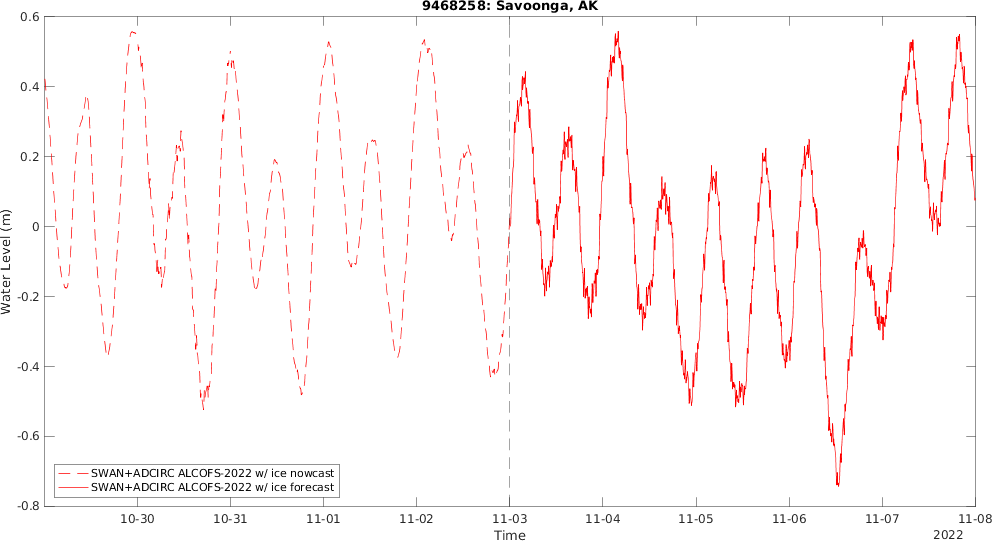 9468258: Savoonga, AK
0.6
0.4
0.2
0
-0.2
-0.4
-0.6
-0.8
Water Level (m)
SWAN+ADCIRC ALCOFS-2022 w/ ice nowcast
SWAN+ADCIRC ALCOFS-2022 w/ ice forecast
10-30 10-31 11-01 11-02 11-03 11-04 11-05 11-06 11-07 11-08
Time
2022